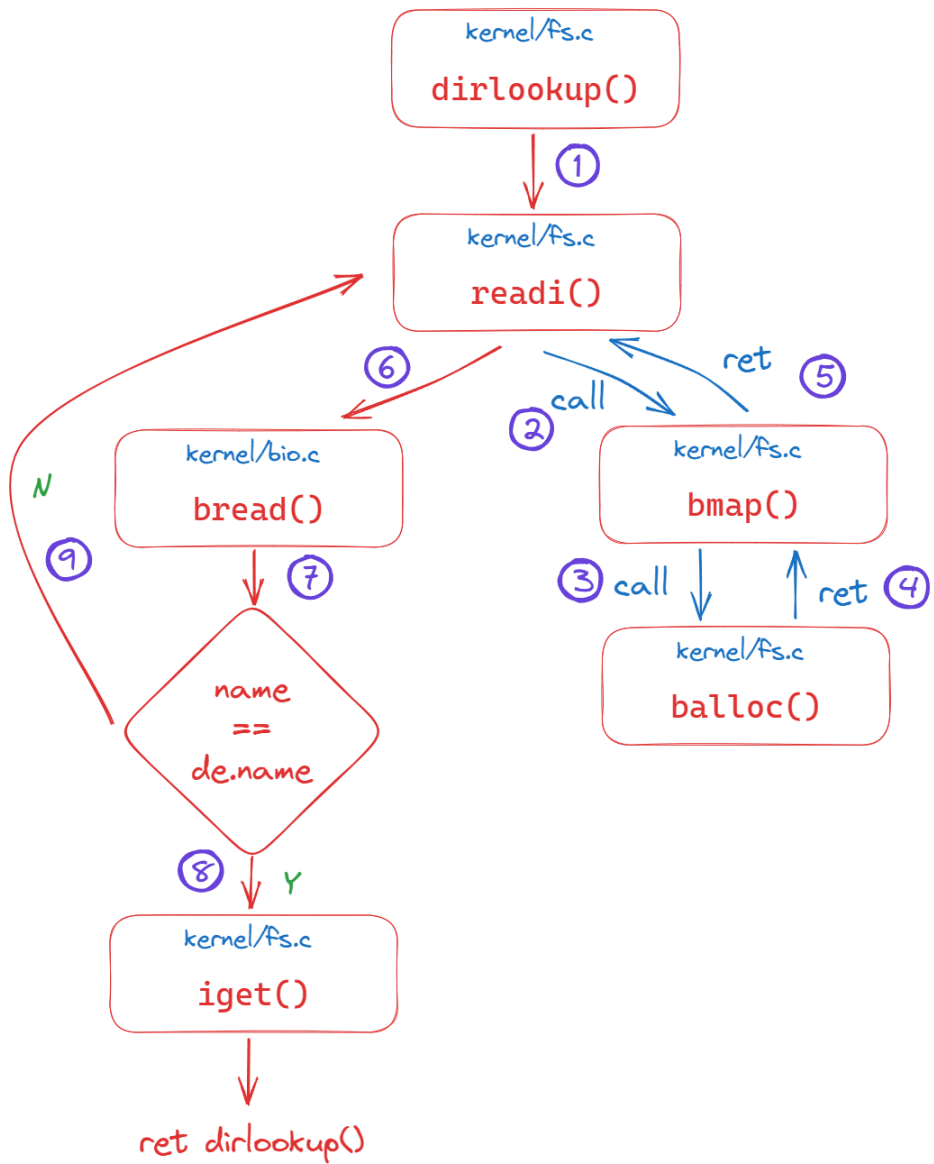 kernel/fs.c
dirlookup()
1
kernel/fs.c
readi()
6
call
2
ret
5
kernel/bio.c
bread()
kernel/fs.c
bmap()
N
9
7
3
call
ret
4
name
==
de.name
kernel/fs.c
balloc()
8
Y
kernel/fs.c
iget()
ret dirlookup()